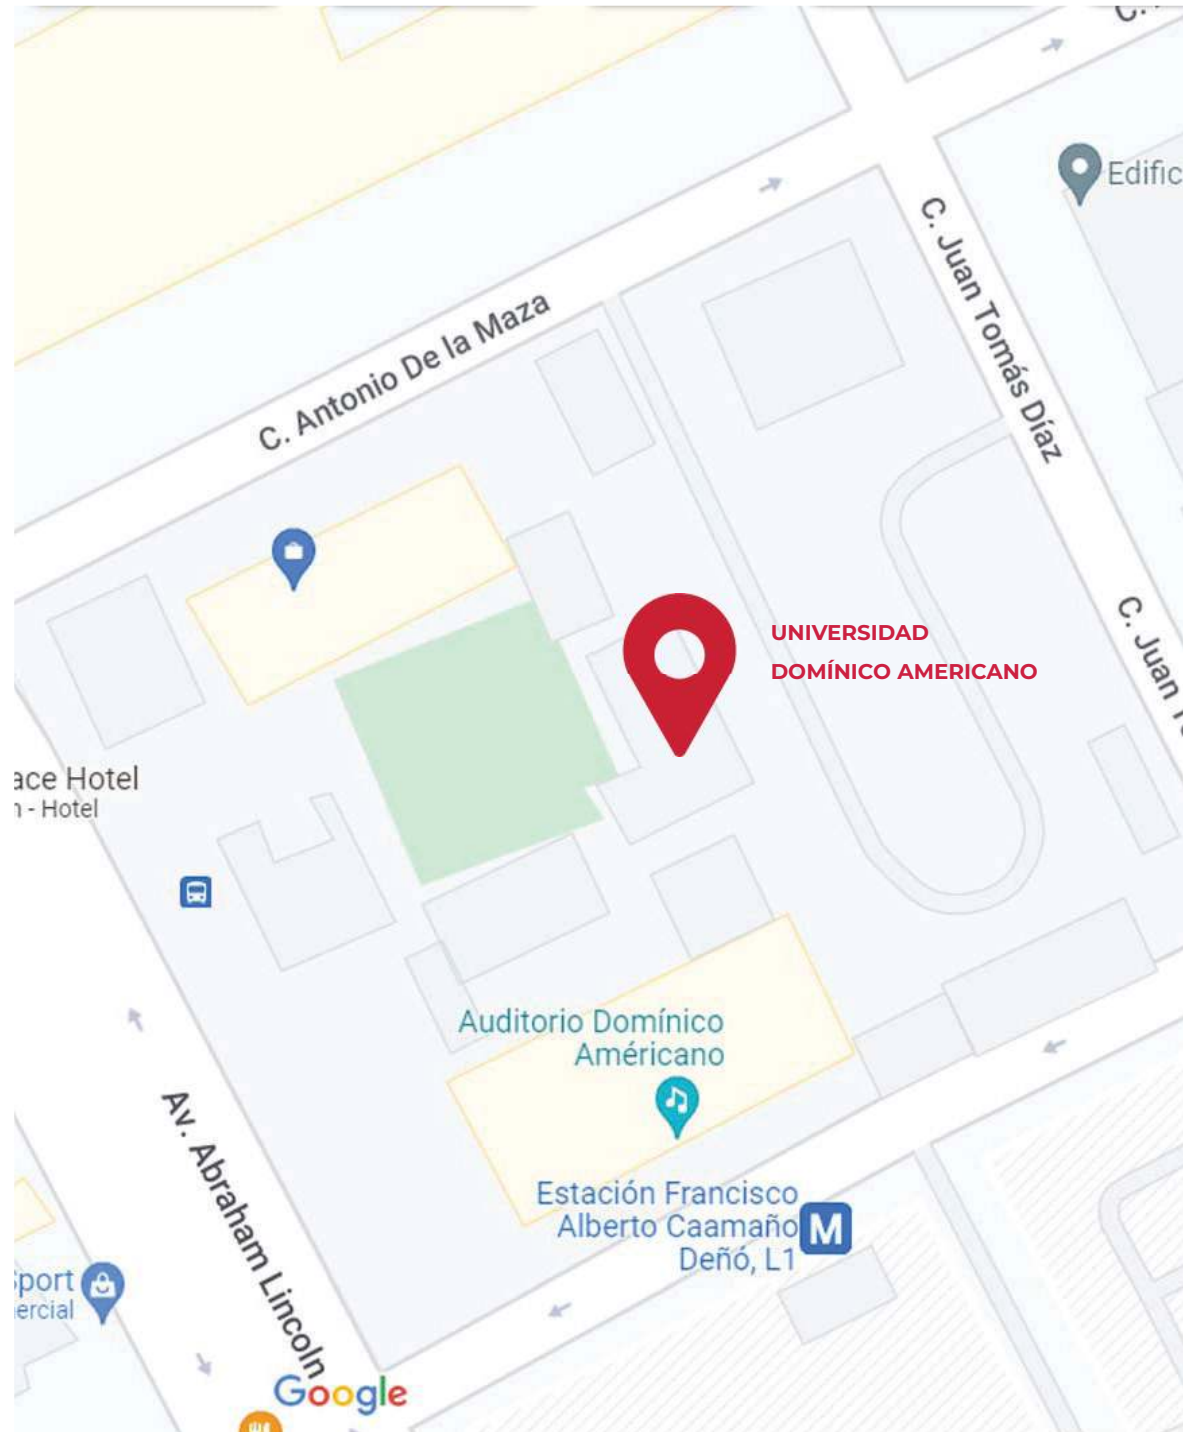 Edific
C. Juan Tomás Díaz
C. Antonio De la Maza
C. Juan
UNIVERSIDAD
DOMÍNICO AMERICANO
ace Hotel
- Hotel
Auditorio Domínico
Américano
Av. Abraham Lincoln
Estación Francisco
Alberto Caamaño
Deñó, L1
M
port
ercial
Google